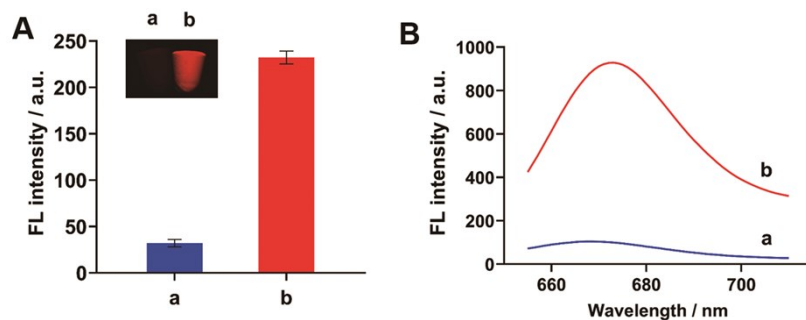 A
a b
250
200
150
100
50
0
FL intensity / a.u.
a b
B
1000
800
600
400
200
0
FL intensity / a.u.
b
a
660 680 700
Wavelength / nm